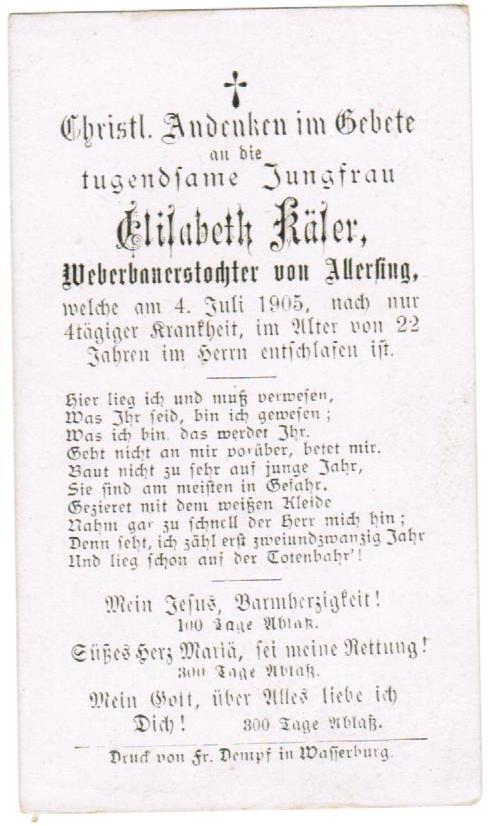 Christl. Andenken im Gebete
an die
tugendsame Jungfrau
Elisabeth Käser,
Weberbauerstochter von Allersing,
welche am 4. Juli 1905, nach nur
4tägiger Krankheit, im Alter von 22
Jahren im Herrn entschlafen ist.
Hier lieg ich und muß verwesen,
Was Ihr seid, bin ich gewesen;
Was ich bin, das werdet Ihr.
Geht nicht an mir vorüber, betet mir.
Baut nicht zu sehr auf junge Jahr,
Sie sind am meisten in Gefahr.
Gezieret mit dem weißen Kleide
Nahm gar zu schnell der Herr mich hin;
Denn seht, ich zähl erst zweiundzwanzig Jahr
Und lieg schon auf der Totenbahr'!
Mein Jesus, Barmherzigkeit!
100 Tage Ablaß.
Süßes Herz Mariä, sei meine Rettung!
300 Tage Ablaß.
Mein Gott, über Alles liebe ich
Dich! 300 Tage Ablaß.
Druck von Fr. Dempf in Wasserburg.